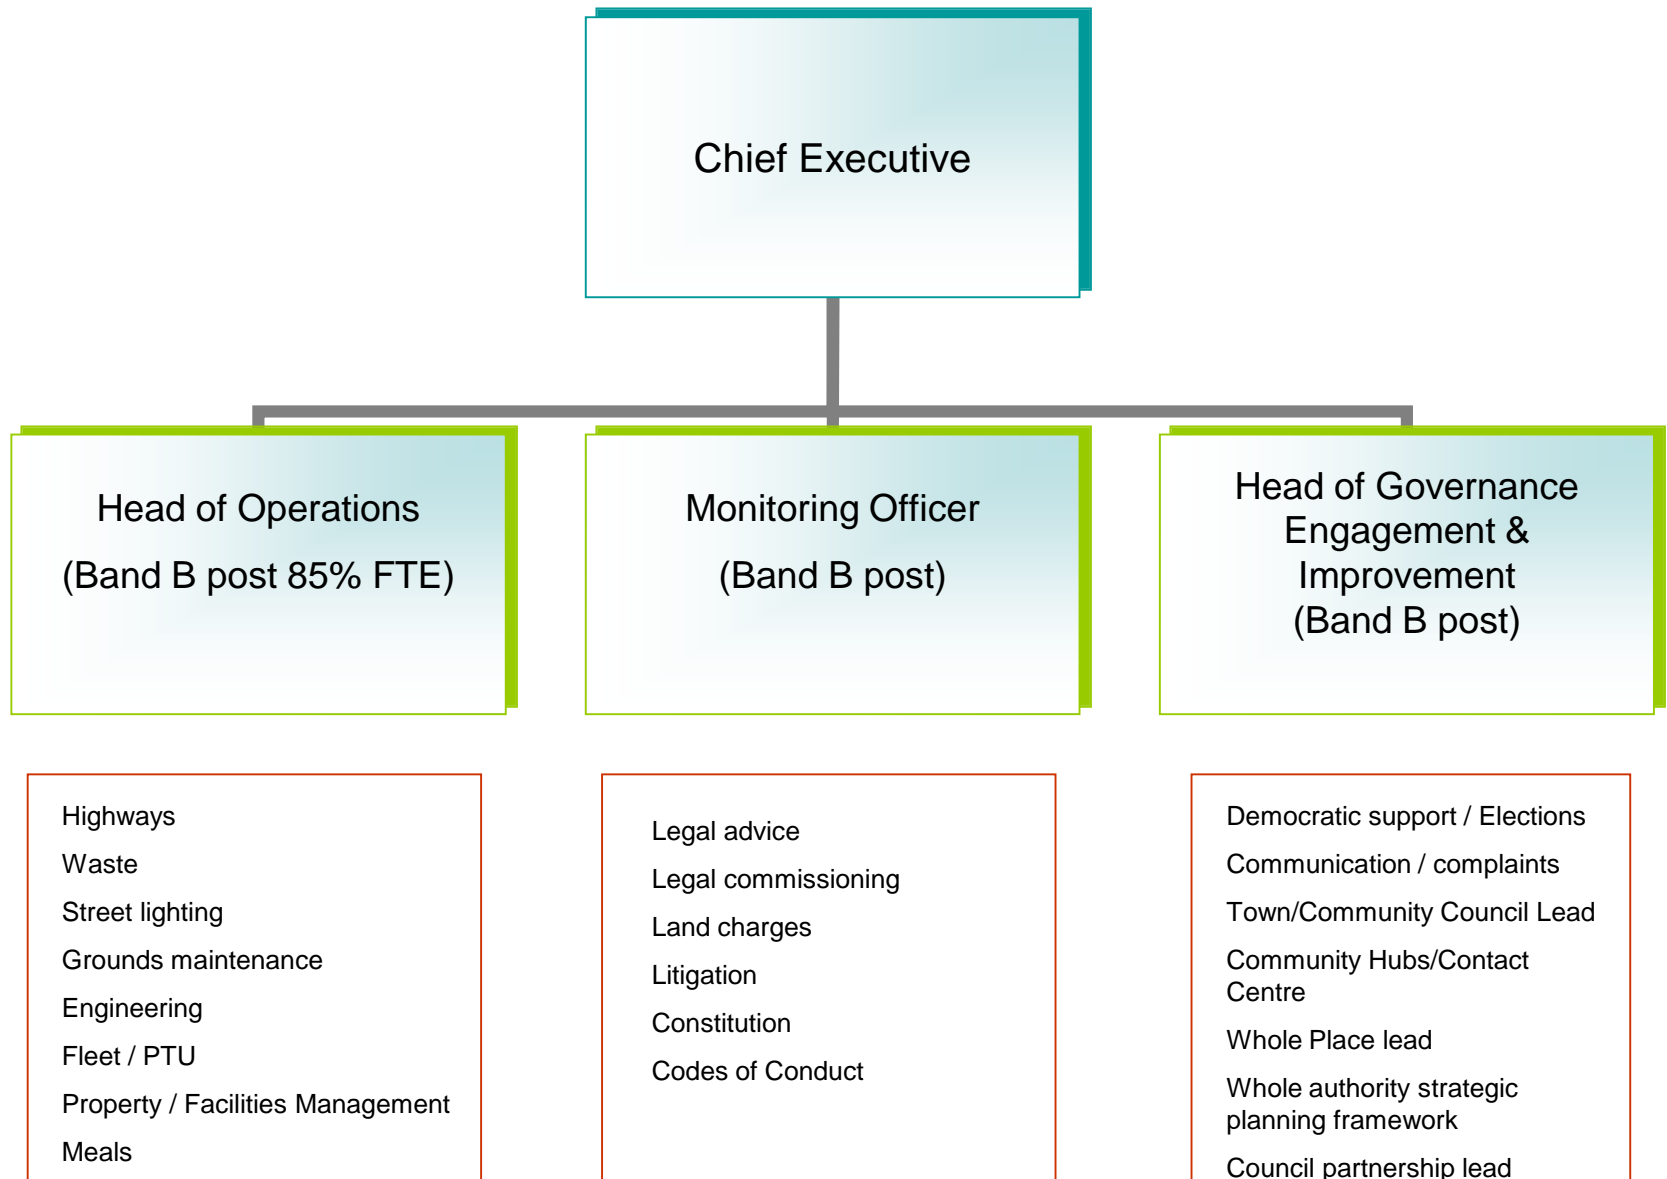 Chief Executive
Head of Operations
(Band B post 85% FTE)
Monitoring Officer
(Band B post)
Head of Governance
Engagement &
Improvement
(Band B post)
Highways
Waste
Street lighting
Grounds maintenance
Engineering
Fleet / PTU
Property / Facilities Management
Meals
Legal advice
Legal commissioning
Land charges
Litigation
Constitution
Codes of Conduct
Democratic support / Elections
Communication / complaints
Town/Community Council Lead
Community Hubs/Contact
Centre
Whole Place lead
Whole authority strategic
planning framework
Council partnership lead